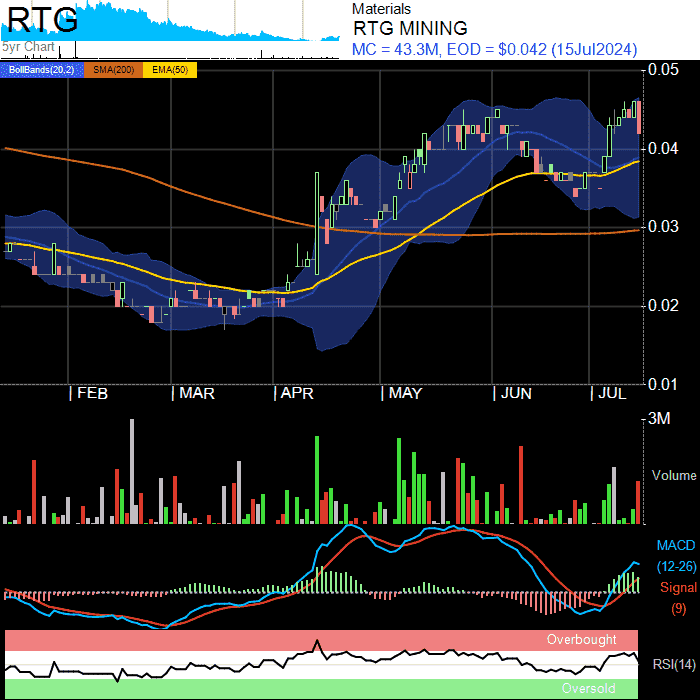 RTG
5yr Chart
Materials
RTG MINING
MC = 43.3M, EOD = $0.042 (15Jul2024)
BollBands(20,2) SMA(200) EMA(50)
0.05
0.04
0.03
0.02
0.01
FEB MAR APR MAY JUN JUL
3M
Volume
MACD
(12-26)
Signal
(9)
Overbought
RSI(14)
Oversold